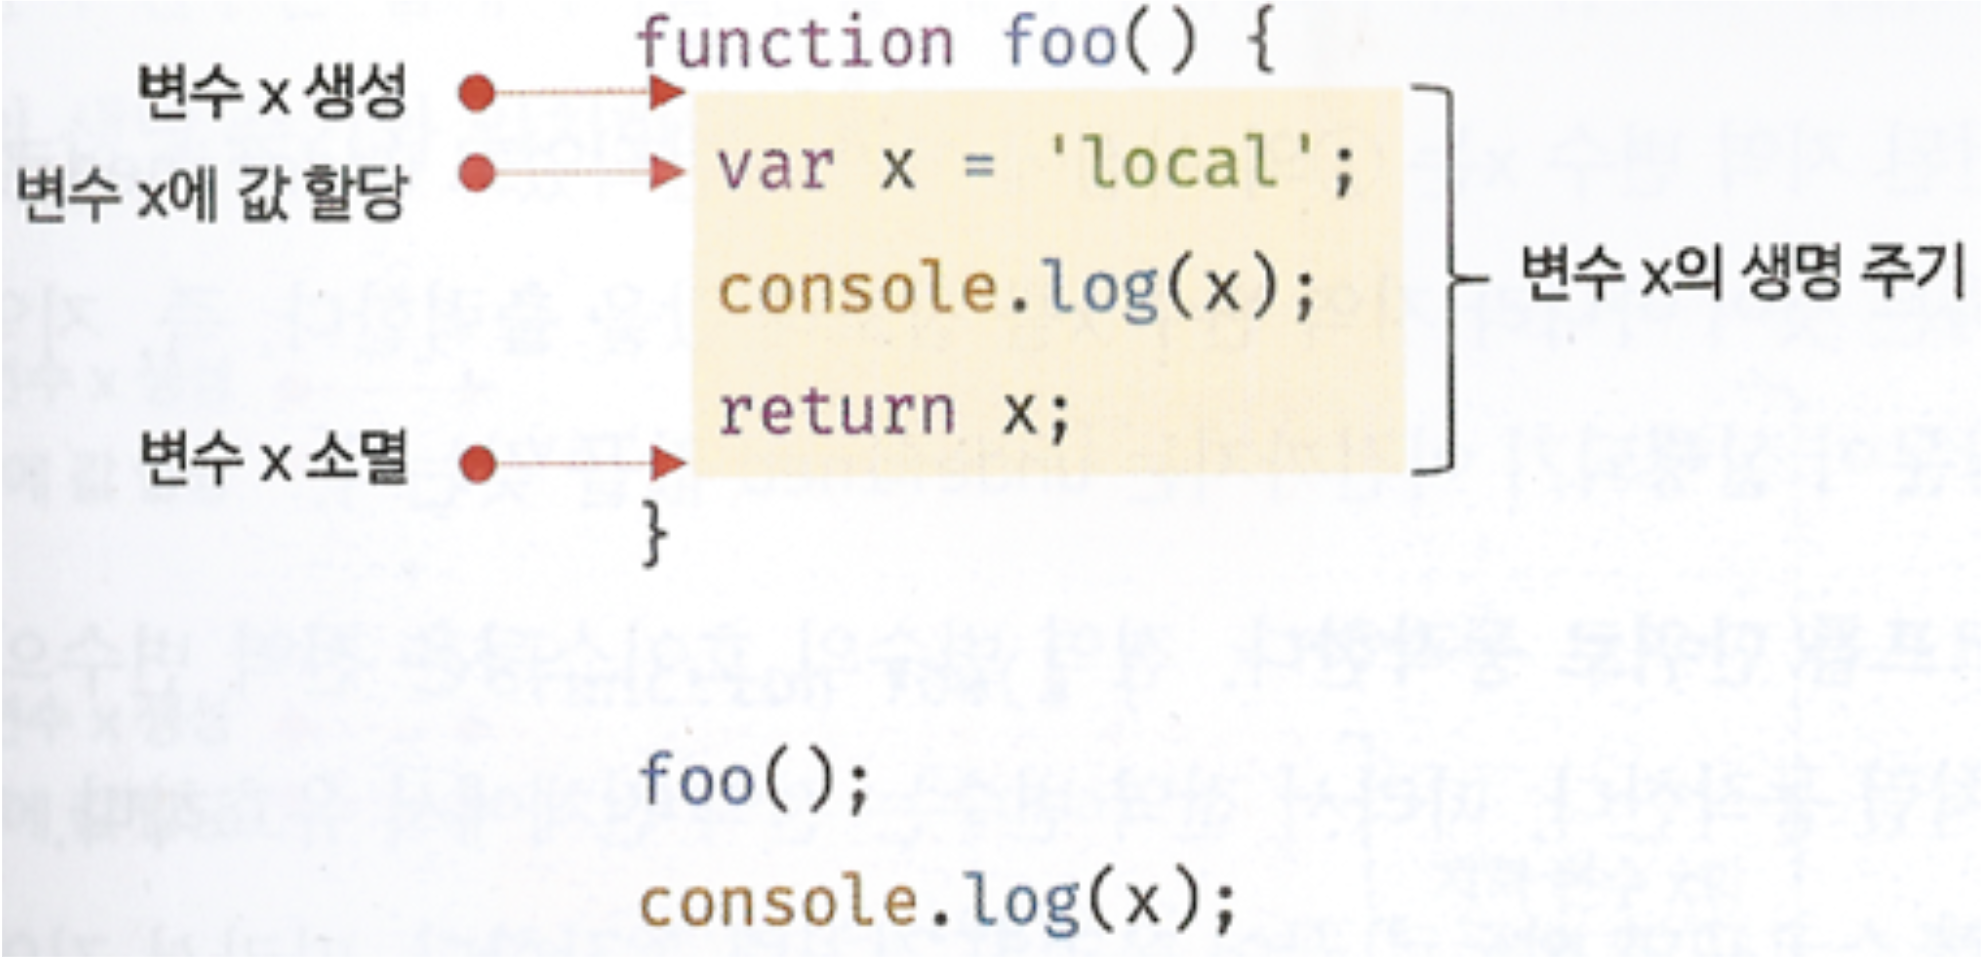 function foo() {
변수 x 생성
변수 x에 값 할당
var x = 'local';
console.log(x);
변수 x의 생명 주기
return x;
변수 x 소멸
}
foo();
console.log(x);